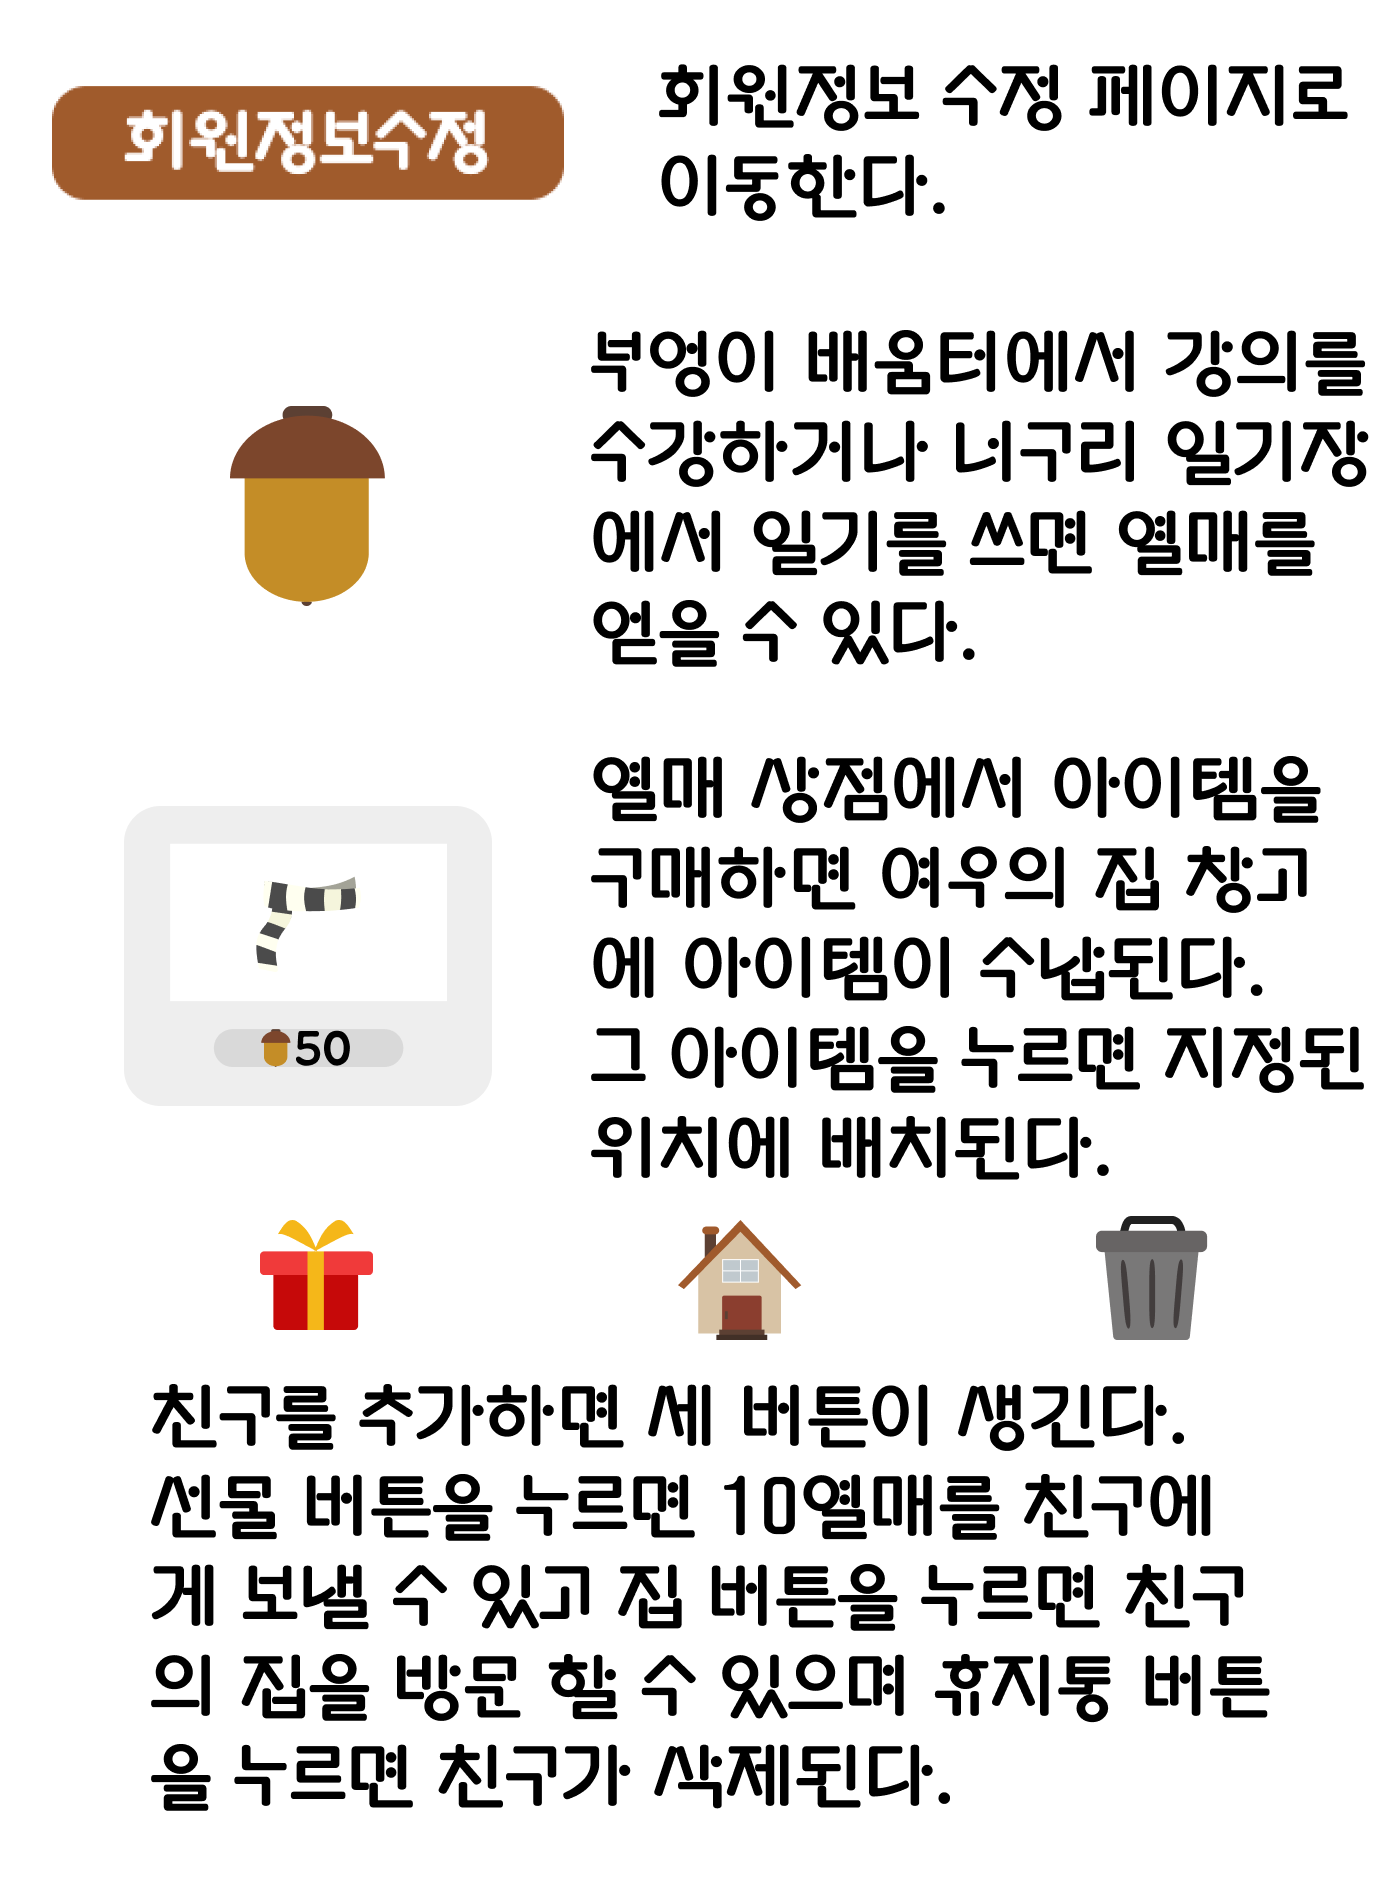 회원정보수정
회원정보 수정 페이지로
이동한다.
부엉이 배움터에서 강의를
수강하거나 너구리 일기장
에서 일기를 쓰면 열매를
얻을 수 있다.
열매 상점에서 아이템을
구매하면 여우의 집 창고
에 아이템이 수납된다.
그 아이템을 누르면 지정된
위치에 배치된다.
50
친구를 추가하면 세 버튼이 생긴다.
선물 버튼을 누르면 10열매를 친구에
게 보낼 수 있고 집 버튼을 누르면 친구
의 집을 방문 할 수 있으며 휴지통 버튼
을 누르면 친구가 삭제된다.